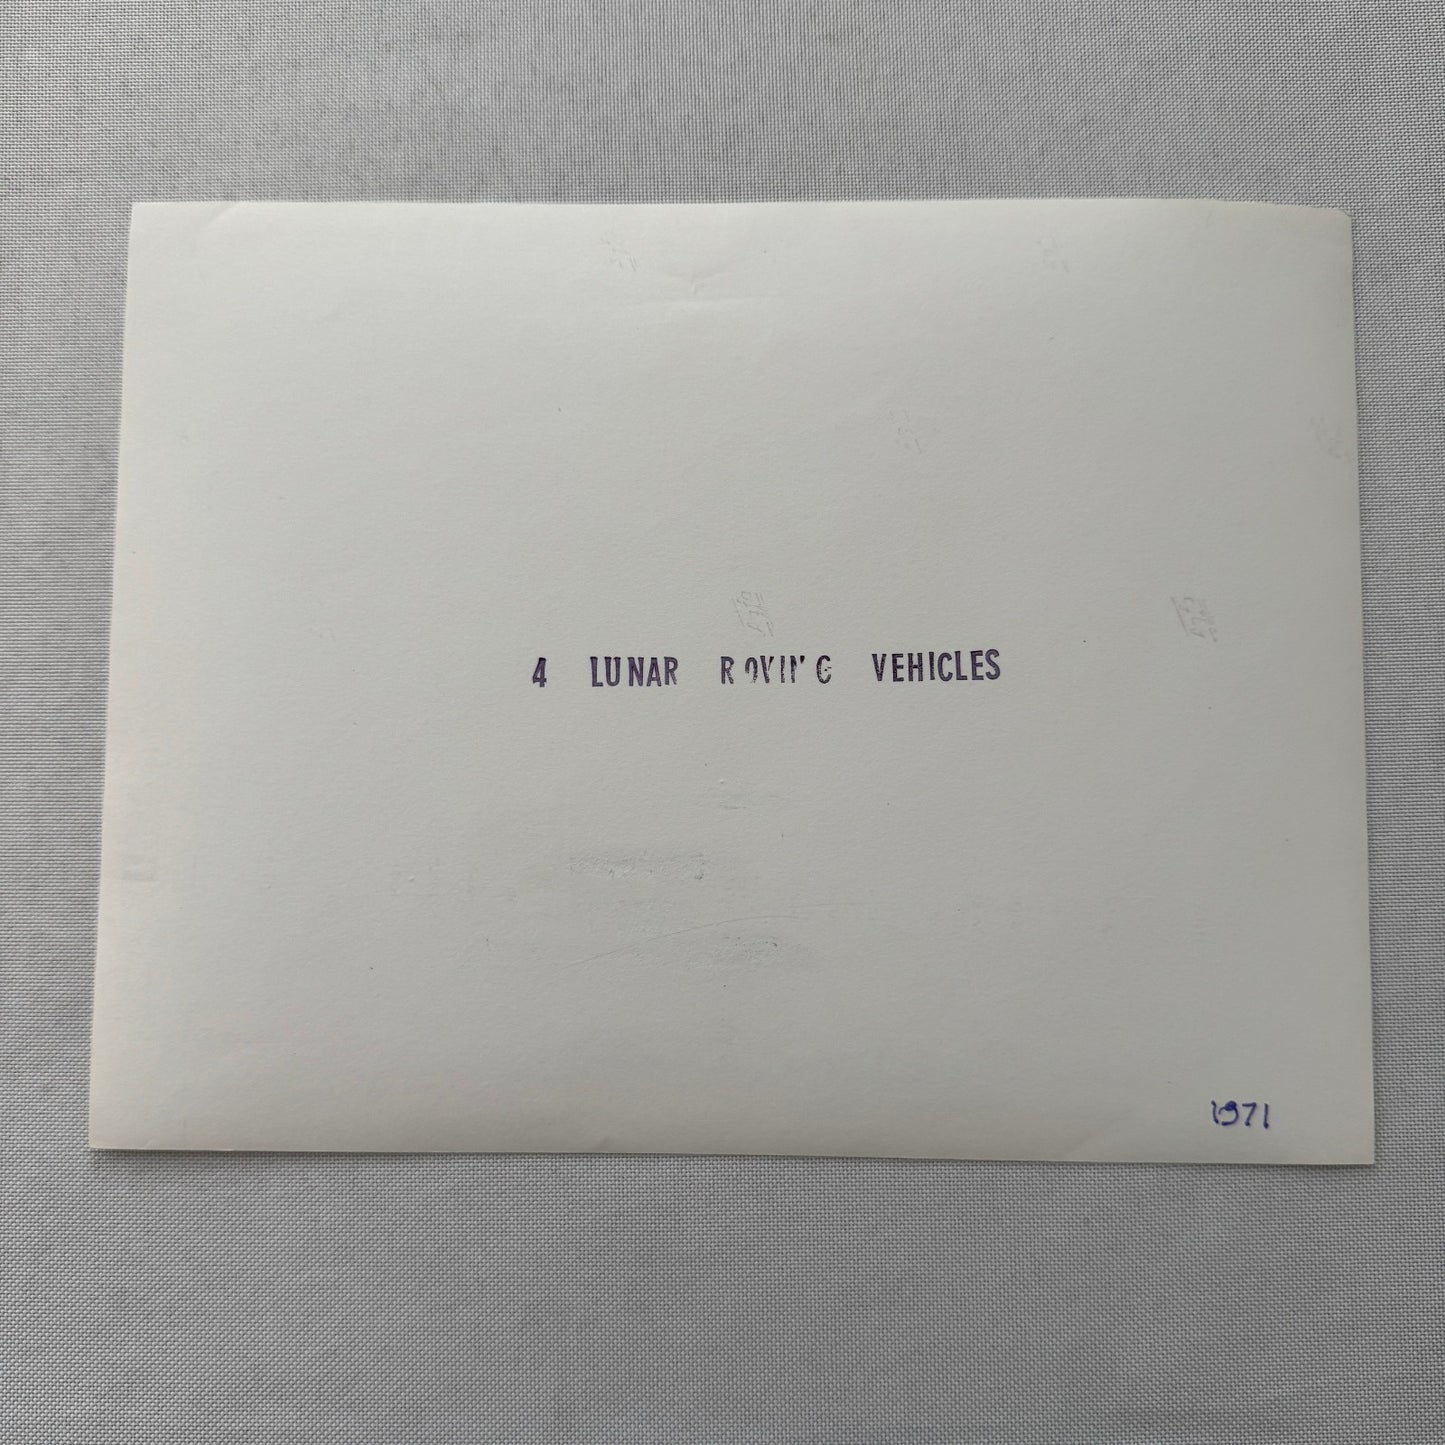 4 LUNAR ROVING VEHICLES
1971